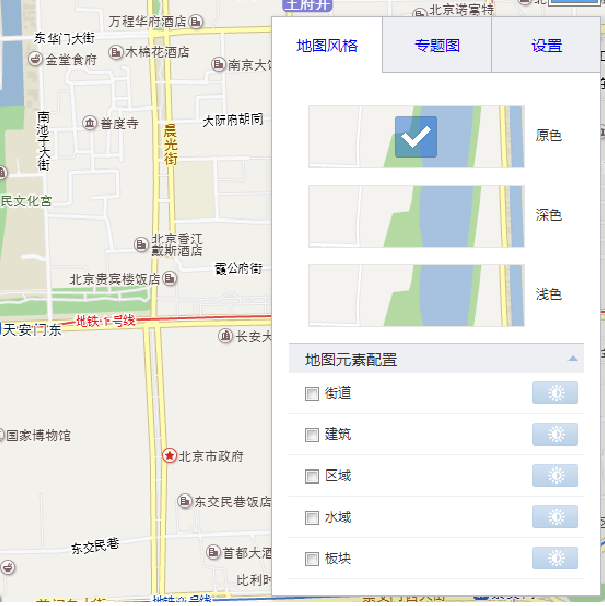 王府井
万程华府酒店
北京诺富特
东华门大街
木棉花酒店
金堂食府
南京大
地图风格
专题图
设置
南池子大街
普度寺
晨光街
大阮府胡同
原色
民文化宫
深色
北京香江戴斯酒店
霞公府街
北京贵宾楼饭店
浅色
地铁1号线
天安门东
长安大
地图元素配置
街道
国家博物馆
建筑
北京市政府
区域
东交民巷饭店
水域
东交民巷
首都大酒
板块
比利时